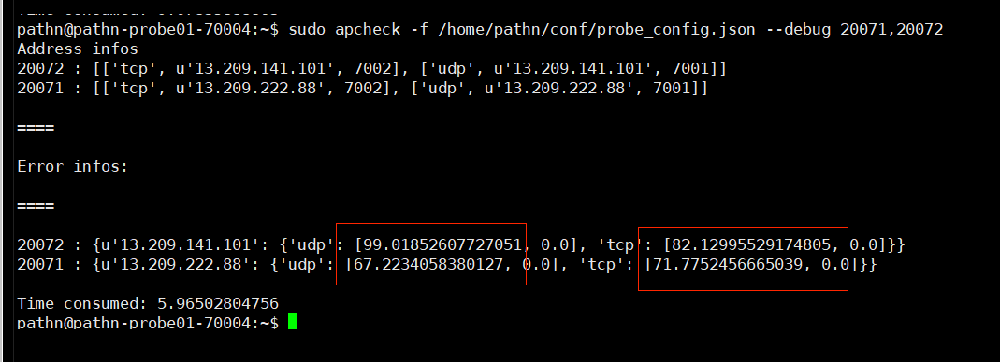 pathn@pathn-probe01-70004:~$ sudo apcheck -f /home/pathn/conf/probe_config.json --debug 20071,20072
Address infos
20072 : [['tcp', u'13.209.141.101', 7002], ['udp', u'13.209.141.101', 7001]]
20071 : [['tcp', u'13.209.222.88', 7002], ['udp', u'13.209.222.88', 7001]]
====
Error infos:
====
20072 : {u'13.209.141.101': {'udp': [99.01852607727051, 0.0], 'tcp': [82.12995529174805, 0.0]}}
20071 : {u'13.209.222.88': {'udp': [67.2234058380127, 0.0], 'tcp': [71.7752456665039, 0.0]}}
Time consumed: 5.96502804756
pathn@pathn-probe01-70004:~$